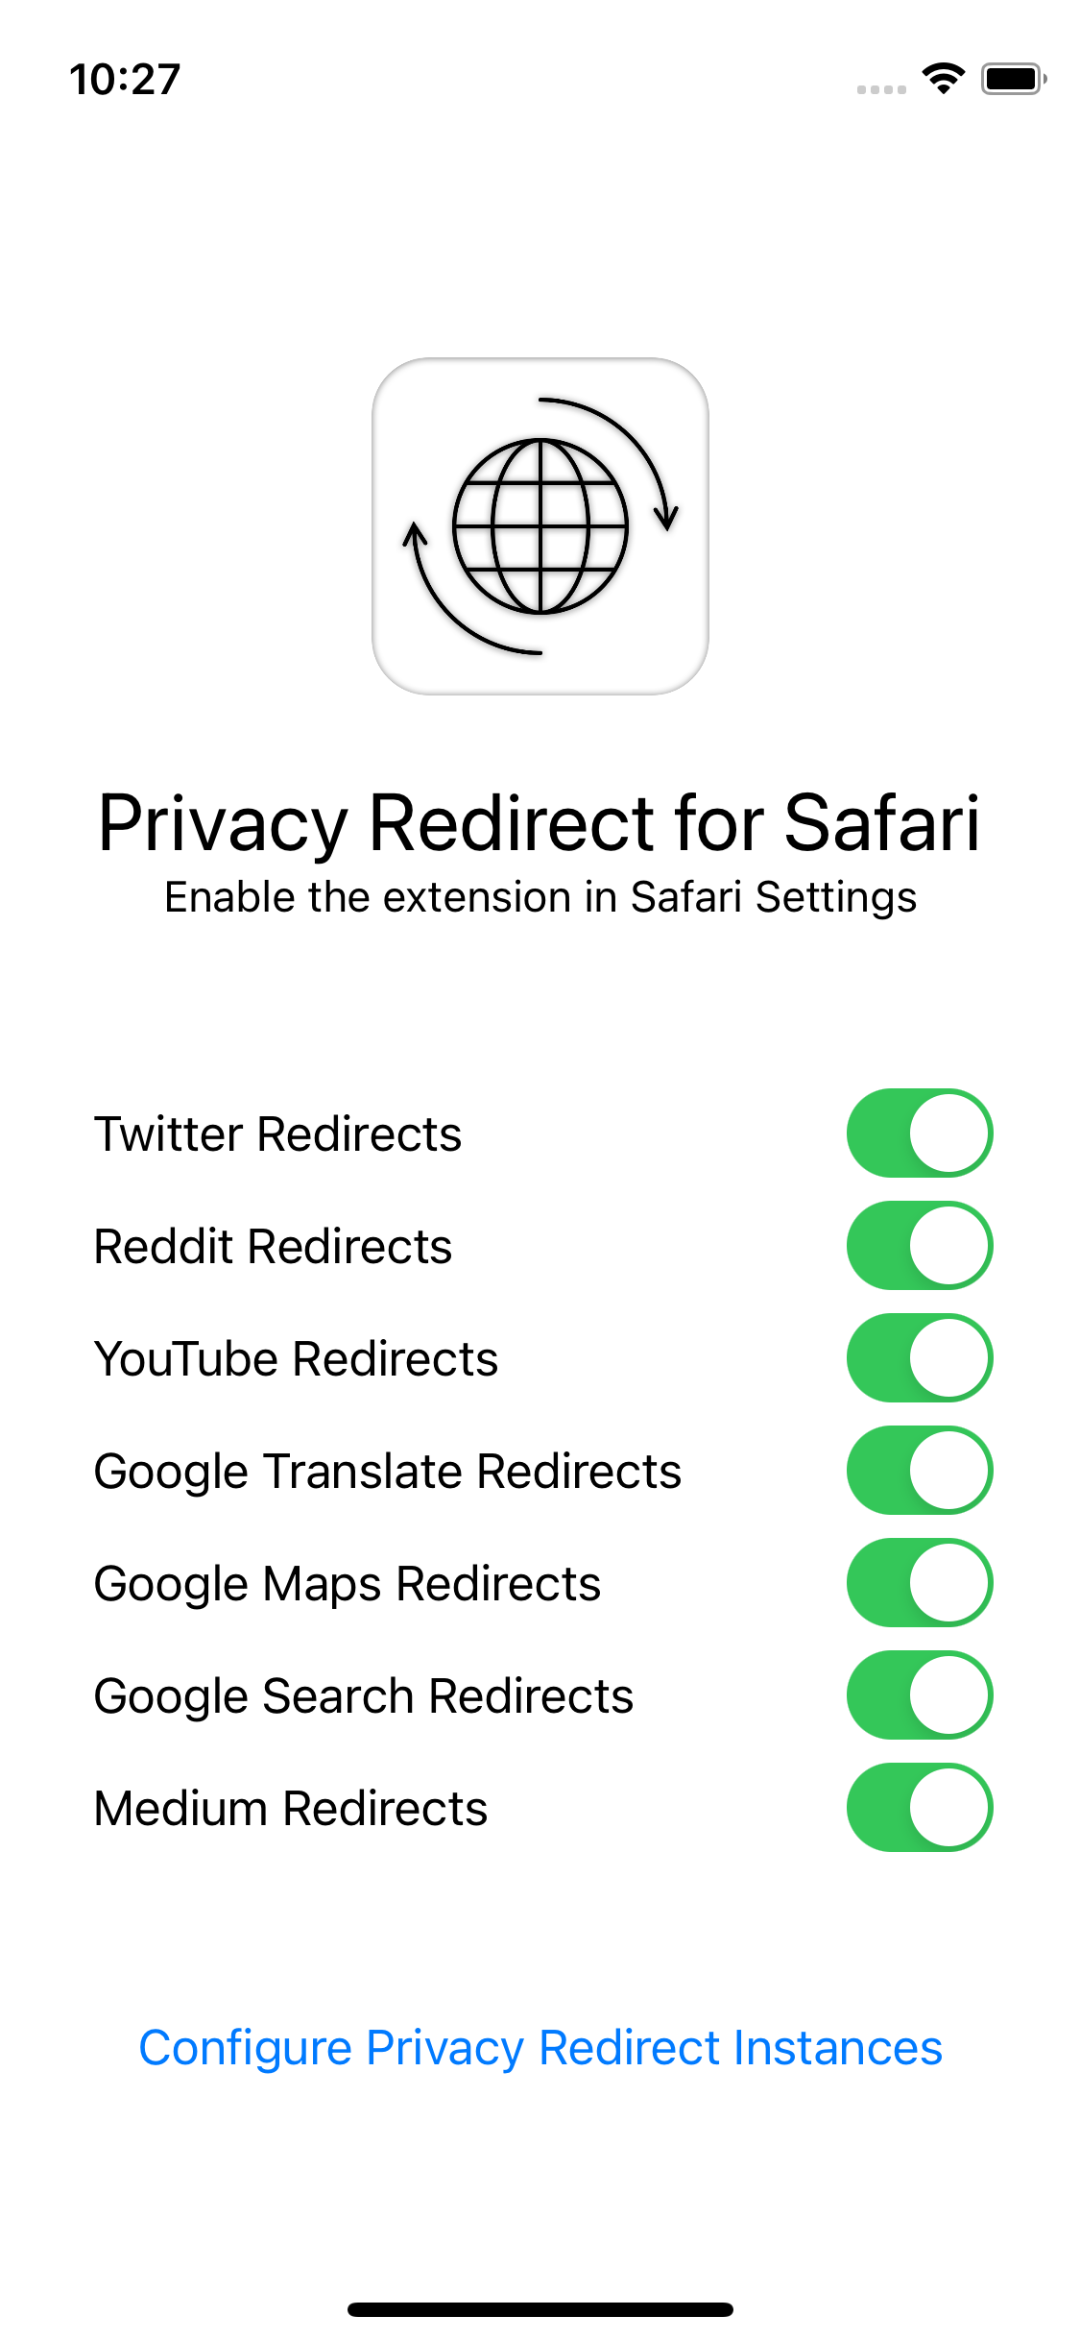 10:27
Privacy Redirect for Safari
Enable the extension in Safari Settings
Twitter Redirects
Reddit Redirects
YouTube Redirects
Google Translate Redirects
Google Maps Redirects
Google Search Redirects
Medium Redirects
Configure Privacy Redirect Instances